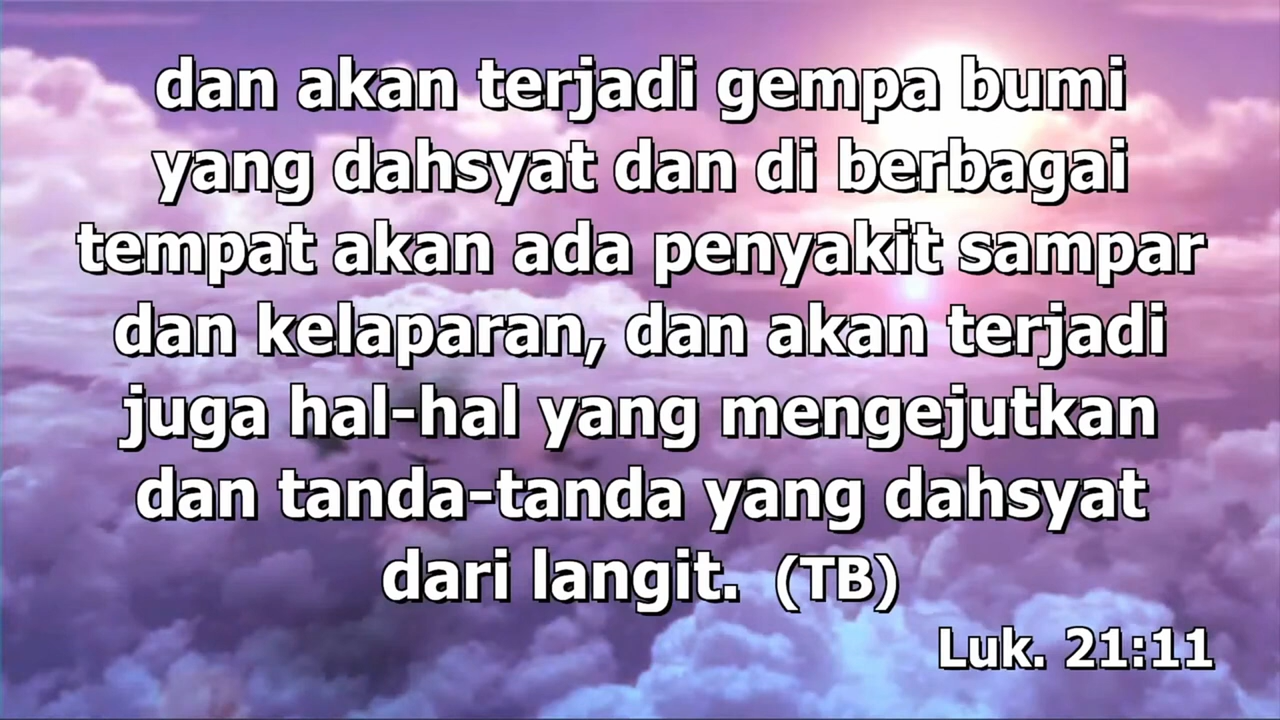 dan akan terjadi gempa bumi
yang dahsyat dan di berbagai
tempat akan ada penyakit sampar
dan kelaparan, dan akan terjadi
juga hal-hal yang mengejutkan
dan tanda-tanda yang dahsyat
dari langit. (TB)
Luk. 21:11